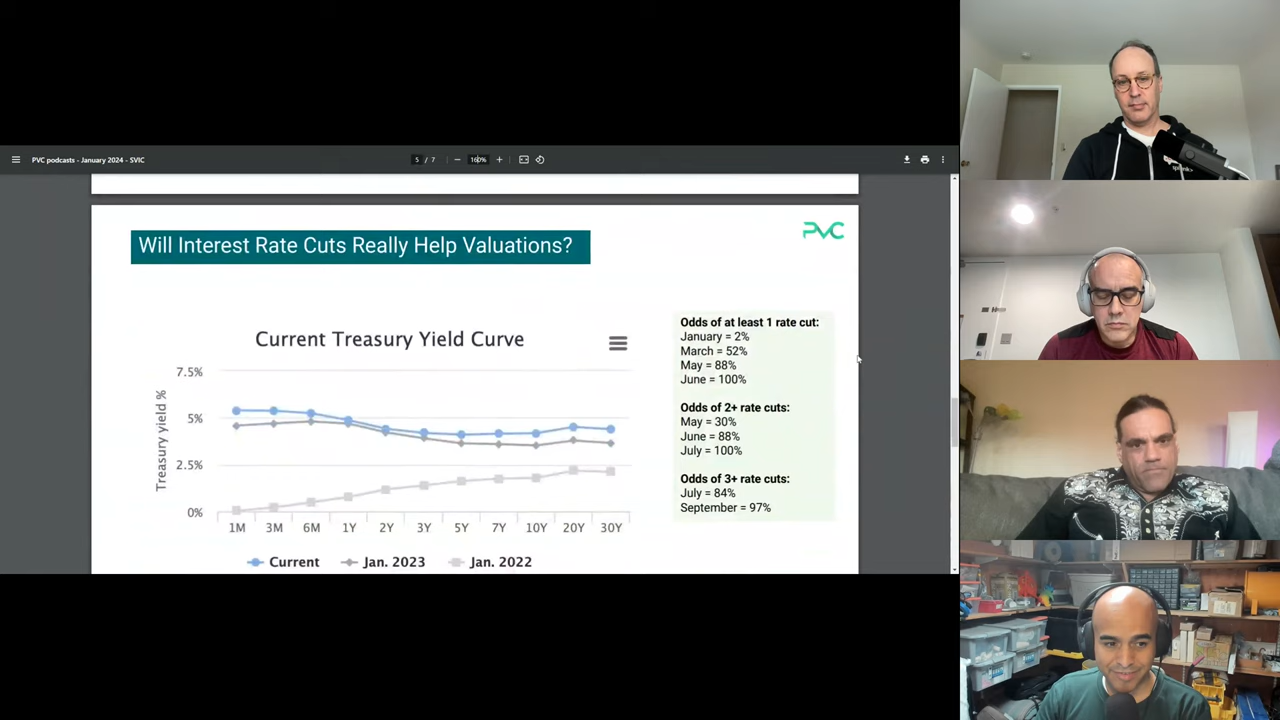 PVC podcasts - January 2024 - SVIC
5 / 7
160%
Will Interest Rate Cuts Really Help Valuations?
PVC
Current Treasury Yield Curve
Treasury yield %
7.5%
5%
2.5%
0%
1M 3M 6M 1Y 2Y 3Y 5Y 7Y 10Y 20Y 30Y
Current Jan. 2023 Jan. 2022
Odds of at least 1 rate cut:
January = 2%
March = 52%
May = 88%
June = 100%
Odds of 2+ rate cuts:
May = 30%
June = 88%
July = 100%
Odds of 3+ rate cuts:
July = 84%
September = 97%
splunk>